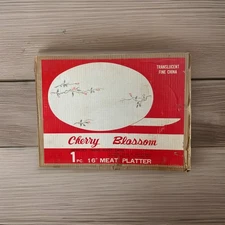 TRANSLUCENT
FINE CHINA
Cherry Blossom
1 PC. 16" MEAT PLATTER